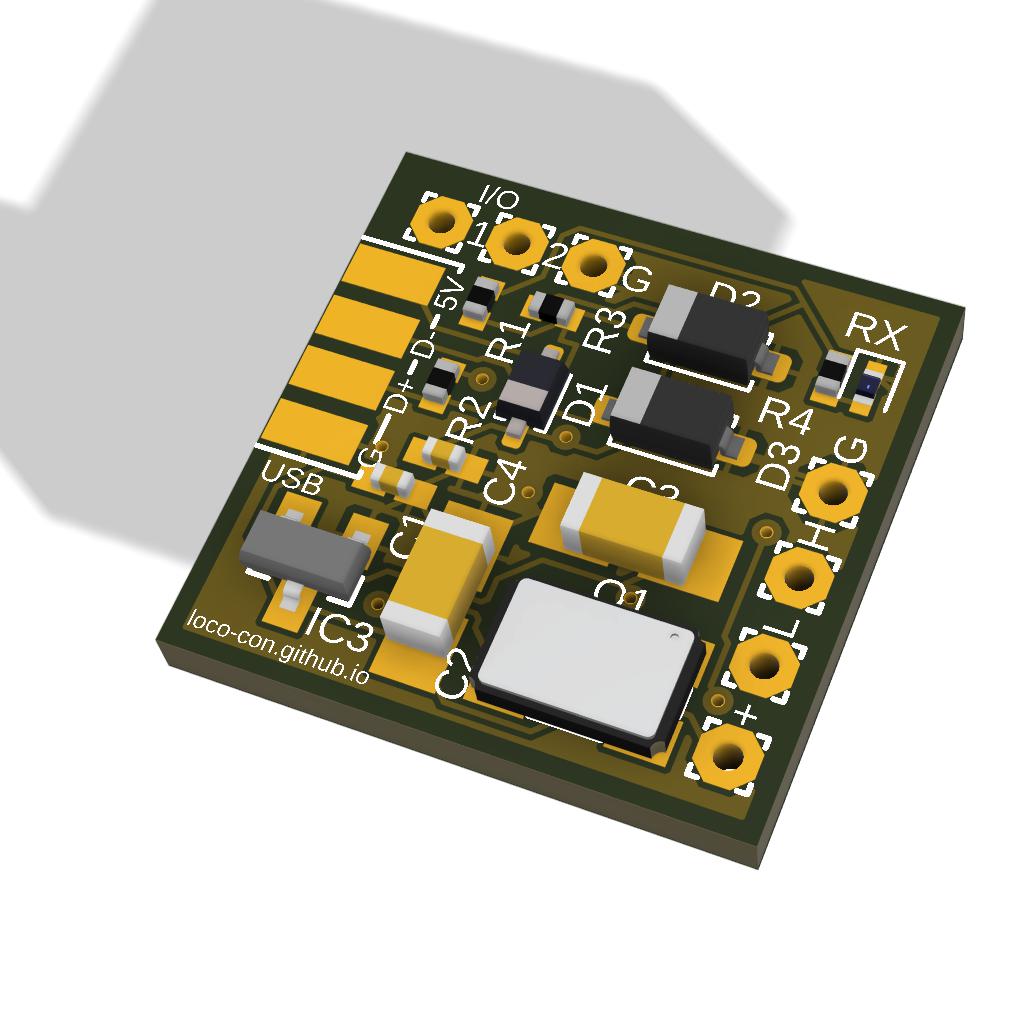 I/O
1
2
G
5V
D-
D+
G
USB
R1
R3
D2
RX
R2
D1
R4
D3
G
C4
C1
C3
H
IC3
Q1
L
C2
+
loco-con.github.io